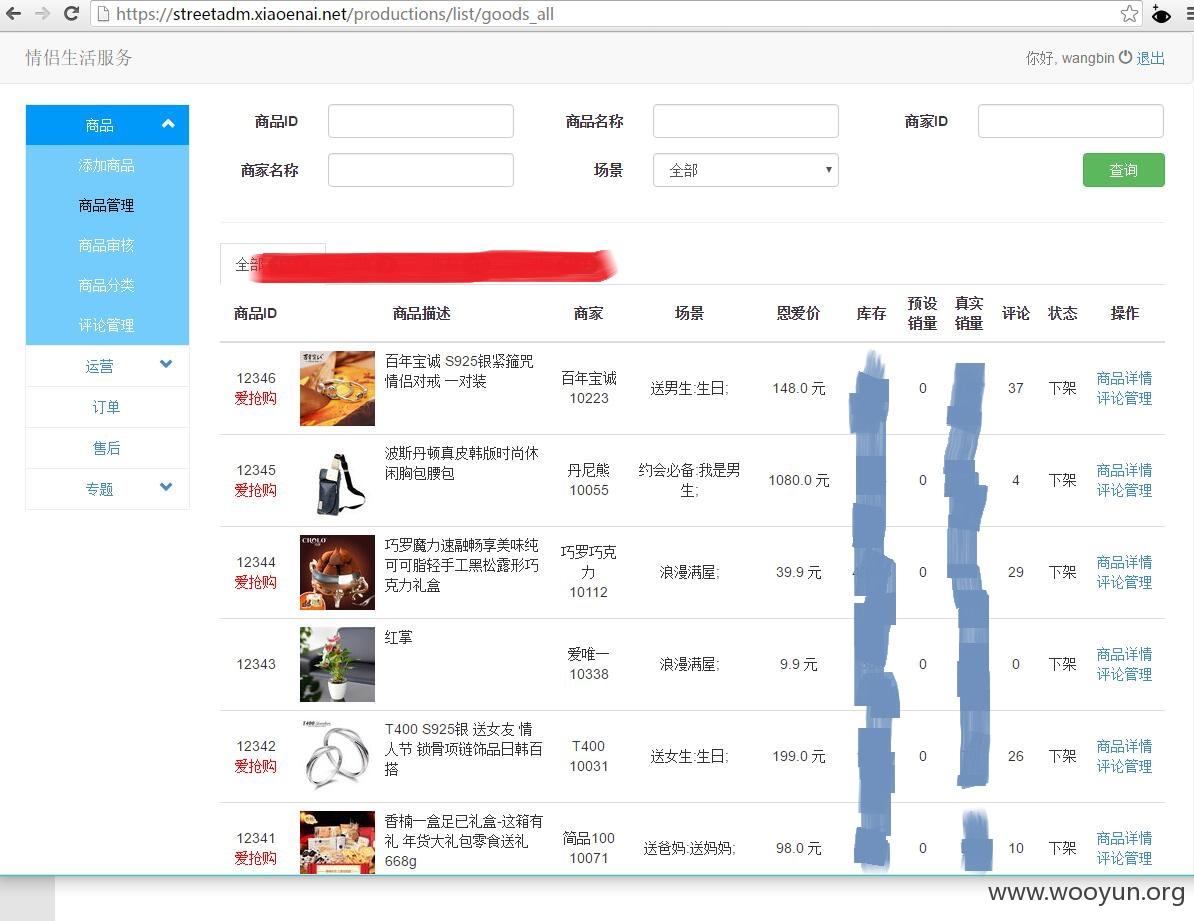 https://streetadm.xiaoenai.net/productions/list/goods_all
情侣生活服务
你好, wangbin 退出
商品
添加商品
商品管理
商品审核
商品分类
评论管理
运营
订单
售后
专题
商品ID
商品名称
商家ID
商家名称
场景 全部
查询
全部
商品ID 商品描述 商家 场景 恩爱价 库存 预设销量 真实销量 评论 状态 操作
12346
爱抢购
百年宝诚 S925银紧箍咒
情侣对戒 一对装
百年宝诚
10223
送男生:生日;
148.0 元
0
37
下架
商品详情
评论管理
12345
爱抢购
波斯丹顿真皮韩版时尚休
闲胸包腰包
丹尼熊
10055
约会必备:我是男
生;
1080.0 元
0
4
下架
商品详情
评论管理
12344
爱抢购
巧罗魔力速融畅享美味纯
可可脂轻手工黑松露形巧
克力礼盒
巧罗巧克
力
10112
浪漫满屋;
39.9 元
0
29
下架
商品详情
评论管理
12343
红掌
爱唯一
10338
浪漫满屋;
9.9 元
0
0
下架
商品详情
评论管理
12342
爱抢购
T400 S925银 送女友 情
人节 锁骨项链饰品日韩百
搭
T400
10031
送女生:生日;
199.0 元
0
26
下架
商品详情
评论管理
12341
爱抢购
香楠一盒足已礼盒-这箱有
礼 年货大礼包零食送礼
668g
简品100
10071
送爸妈:送妈妈;
98.0 元
0
10
下架
商品详情
评论管理
www.wooyun.org